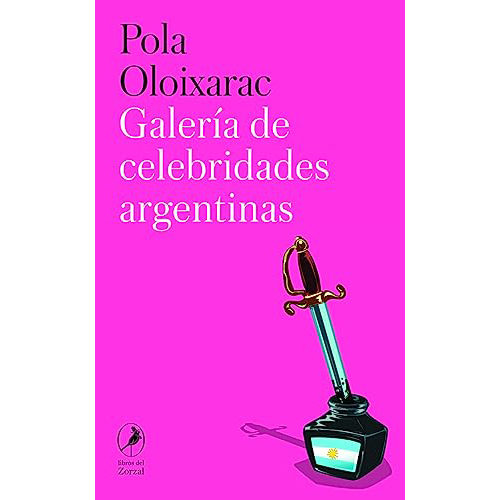 Pola
Oloixarac
Galería de
celebridades
argentinas
libros del
Zorzal